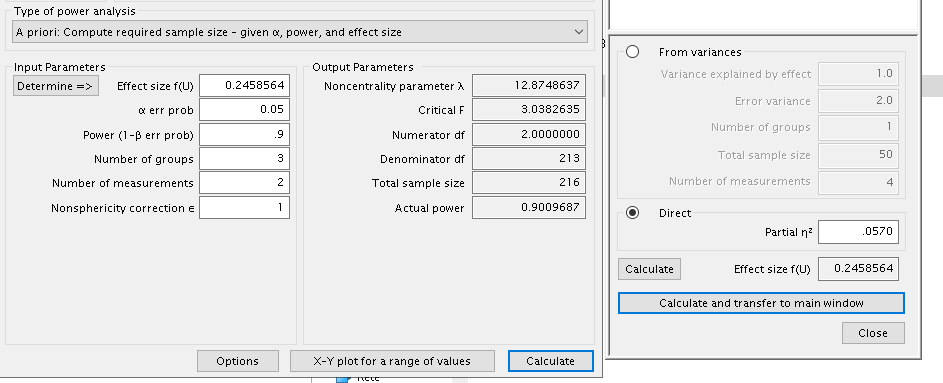 Type of power analysis
A priori: Compute required sample size – given α, power, and effect size
Input Parameters
Determine =>
Effect size f(U) 0.2458564
α err prob 0.05
Power (1-β err prob) .9
Number of groups 3
Number of measurements 2
Nonsphericity correction ϵ 1
Output Parameters
Noncentrality parameter λ 12.8748637
Critical F 3.0382635
Numerator df 2.0000000
Denominator df 213
Total sample size 216
Actual power 0.9009687
Options
X-Y plot for a range of values
Calculate
From variances
Variance explained by effect 1.0
Error variance 2.0
Number of groups 1
Total sample size 50
Number of measurements 4
Direct
Partial η² .0570
Calculate
Effect size f(U) 0.2458564
Calculate and transfer to main window
Close